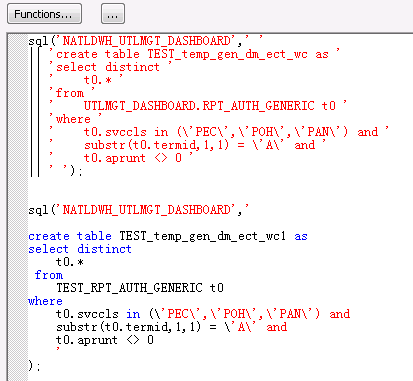 Functions... ...
sql('NATLDWH_UTLMGT_DASHBOARD',' '
|| 'create table TEST_temp_gen_dm_ect_wc as '
|| 'select distinct '
|| '    t0.* '
|| 'from '
|| '    UTLMGT_DASHBOARD.RPT_AUTH_GENERIC t0 '
|| 'where '
|| '    t0.svccls in (\'PEC\',\'POH\',\'PAN\') and '
|| '    substr(t0.termid,1,1) = \'A\' and '
|| '    t0.aprunt <> 0 '
|| ' ');
sql('NATLDWH_UTLMGT_DASHBOARD','
create table TEST_temp_gen_dm_ect_wc1 as
select distinct
    t0.*
 from
    TEST_RPT_AUTH_GENERIC t0
where
    t0.svccls in (\'PEC\',\'POH\',\'PAN\') and
    substr(t0.termid,1,1) = \'A\' and
    t0.aprunt <> 0
    '
);